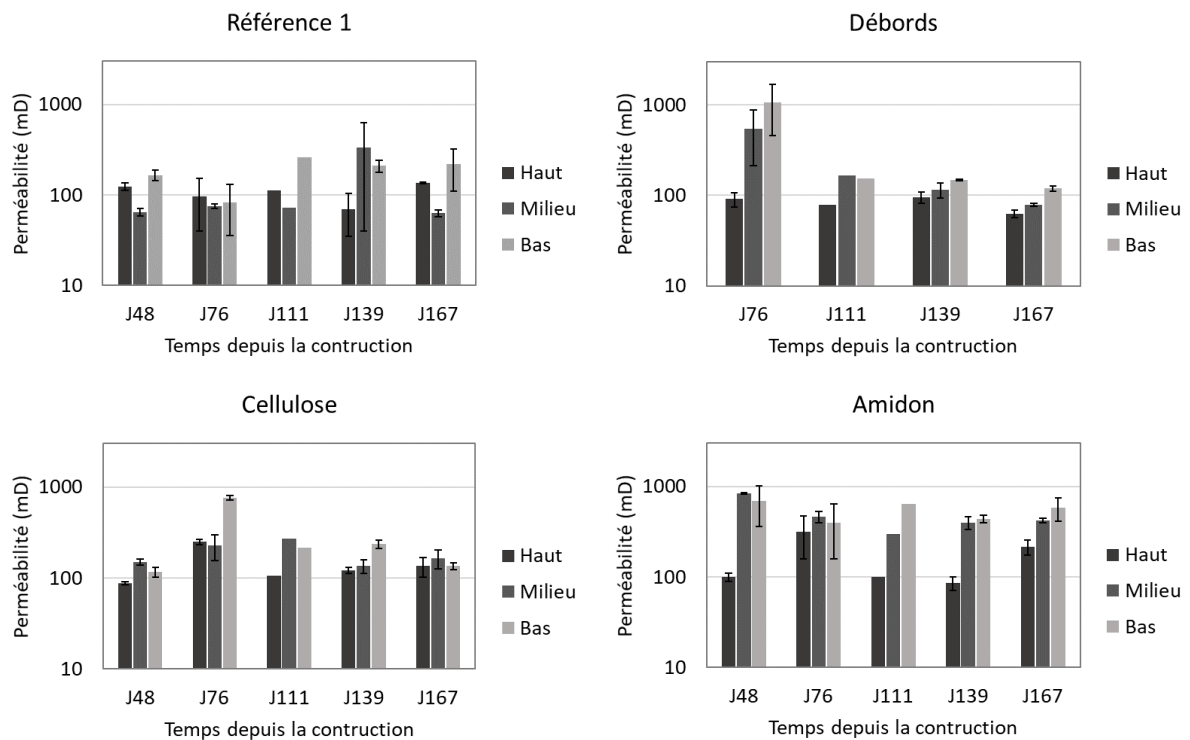 Référence 1
Perméabilité (mD)
1000
100
10
J48 J76 J111 J139 J167
Temps depuis la contruction
Haut
Milieu
Bas
Débords
Perméabilité (mD)
1000
100
10
J76 J111 J139 J167
Temps depuis la contruction
Haut
Milieu
Bas
Cellulose
Perméabilité (mD)
1000
100
10
J48 J76 J111 J139 J167
Temps depuis la contruction
Haut
Milieu
Bas
Amidon
Perméabilité (mD)
1000
100
10
J48 J76 J111 J139 J167
Temps depuis la contruction
Haut
Milieu
Bas